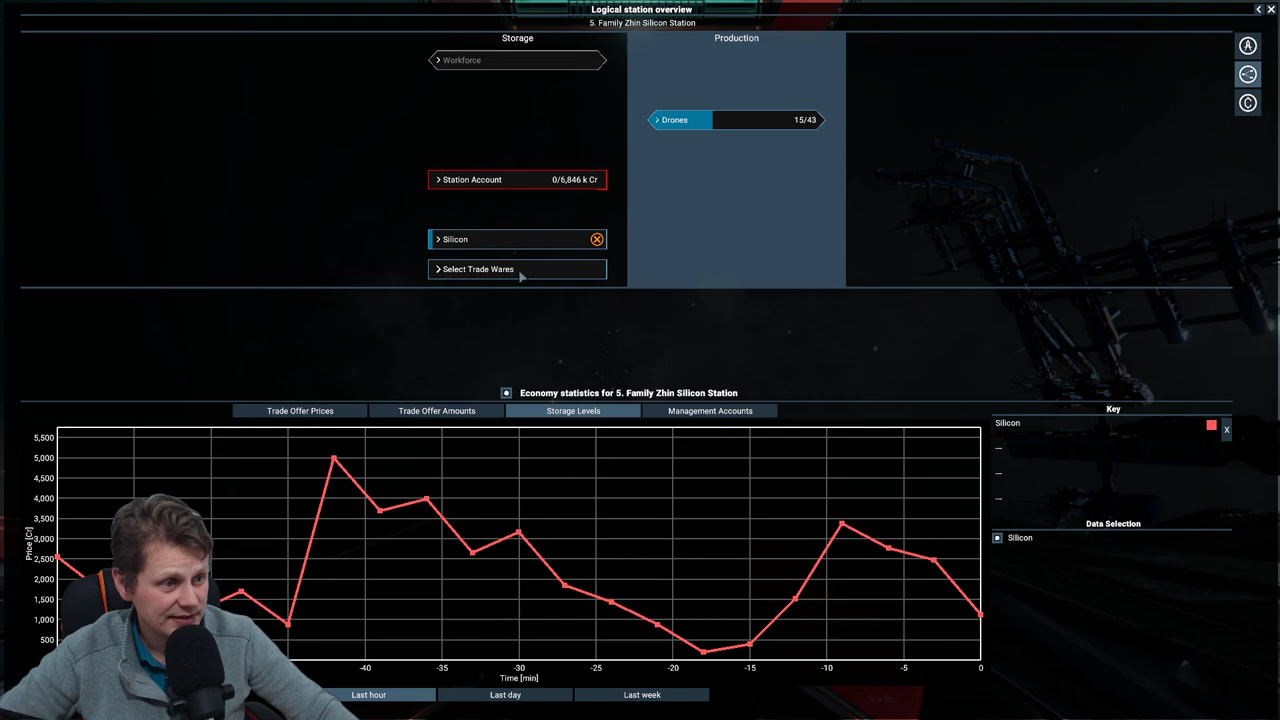 Logical station overview
5. Family Zhin Silicon Station
Storage
Production
Workforce
Drones 15/43
Station Account 0/6,846 k Cr
Silicon
Select Trade Wares
Economy statistics for 5. Family Zhin Silicon Station
Trade Offer Prices
Trade Offer Amounts
Storage Levels
Management Accounts
Key
Silicon
X
---
---
---
Data Selection
Silicon
5,500
5,000
4,500
4,000
3,500
3,000
2,500
2,000
1,500
1,000
500
Price [Cr]
-40
-35
-30
-25
-20
-15
-10
-5
0
Time [min]
Last hour
Last day
Last week